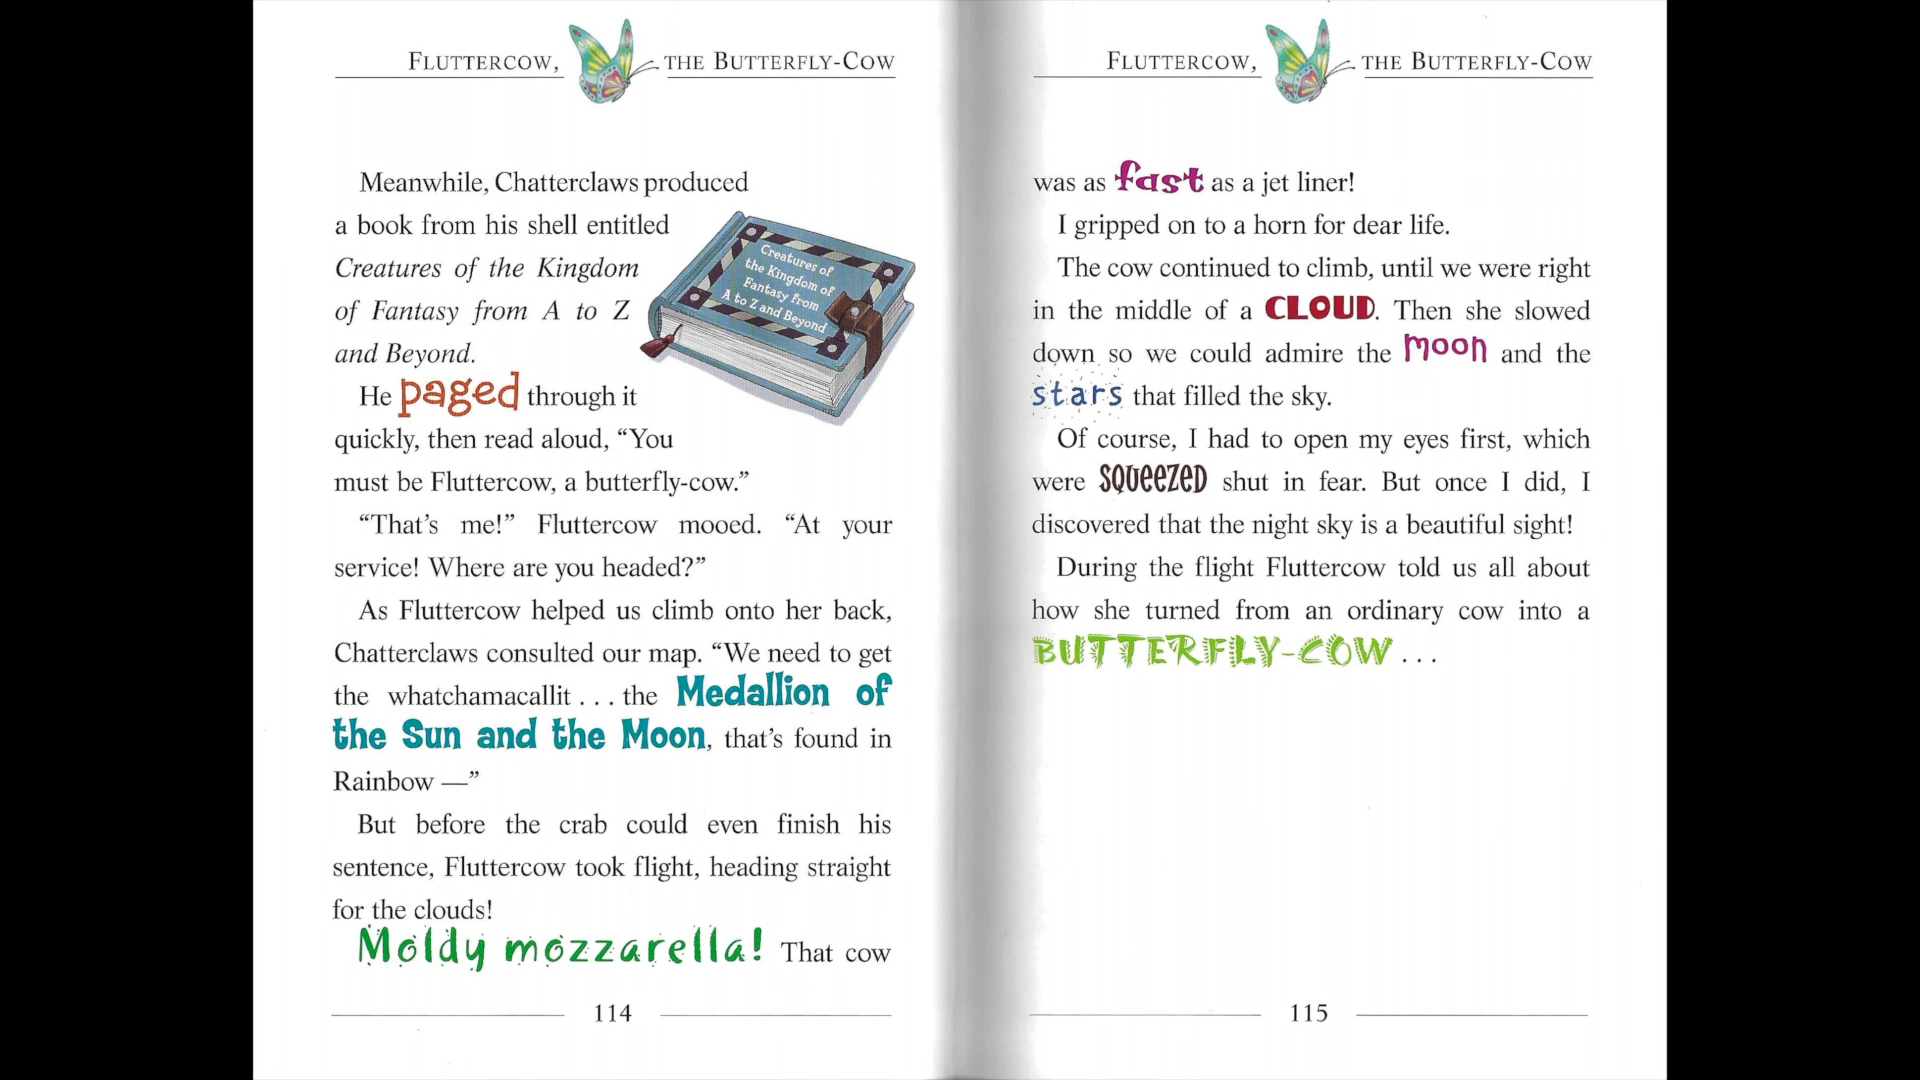 FLUTTERCOW, THE BUTTERFLY-COW
Meanwhile, Chatterclaws produced
a book from his shell entitled
Creatures of the Kingdom
of Fantasy from A to Z
and Beyond.
He paged through it
quickly, then read aloud, “You
must be Fluttercow, a butterfly-cow.”
“That’s me!” Fluttercow mooed. “At your
service! Where are you headed?”
As Fluttercow helped us climb onto her back,
Chatterclaws consulted our map. “We need to get
the whatchamacallit . . . the Medallion of
the Sun and the Moon, that’s found in
Rainbow —”
But before the crab could even finish his
sentence, Fluttercow took flight, heading straight
for the clouds!
Moldy mozzarella! That cow
114
Creatures of
the Kingdom of
Fantasy from
A to Z and Beyond
FLUTTERCOW, THE BUTTERFLY-COW
was as fast as a jet liner!
I gripped on to a horn for dear life.
The cow continued to climb, until we were right
in the middle of a CLOUD. Then she slowed
down so we could admire the moon and the
stars that filled the sky.
Of course, I had to open my eyes first, which
were SQUEEZED shut in fear. But once I did, I
discovered that the night sky is a beautiful sight!
During the flight Fluttercow told us all about
how she turned from an ordinary cow into a
BUTTERFLY-COW . . .
115